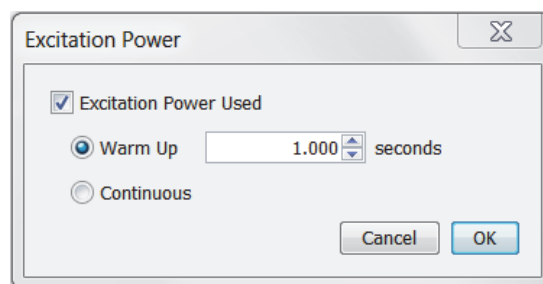 Excitation Power
Excitation Power Used
Warm Up 1.000 seconds
Continuous
Cancel OK